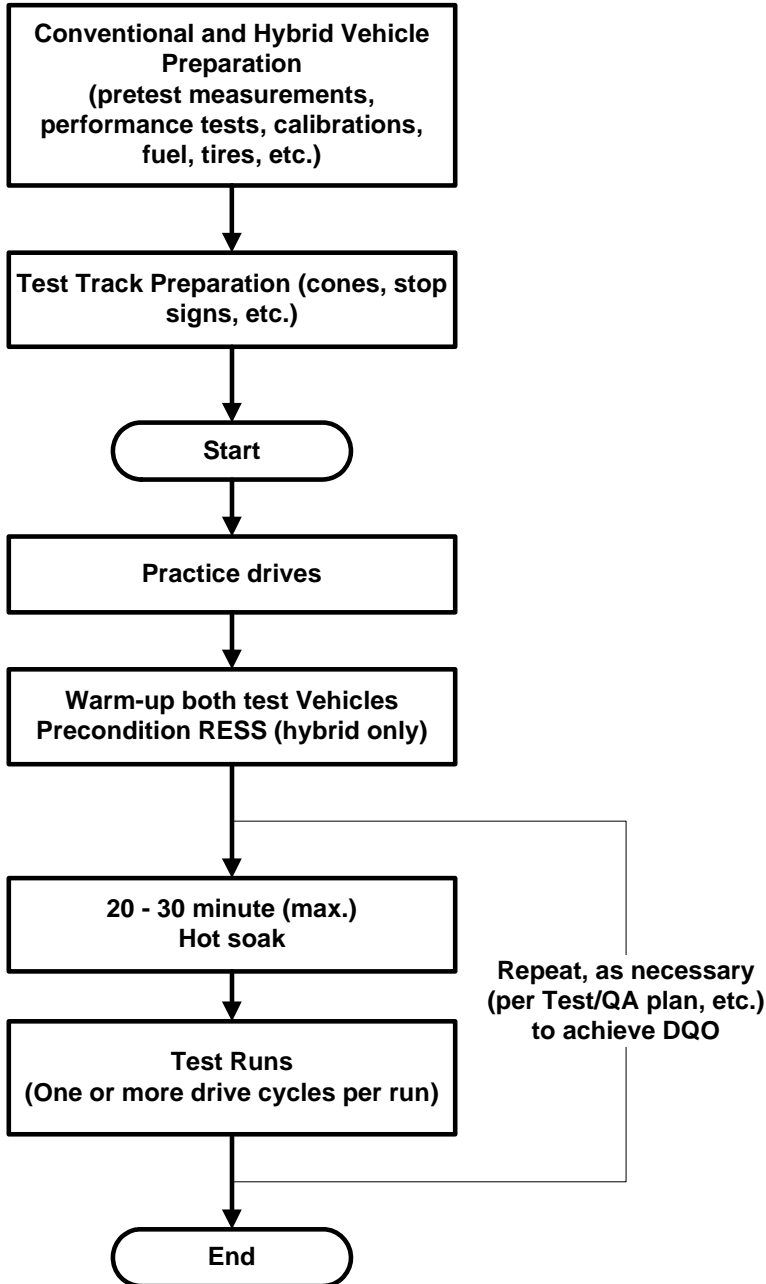 Conventional and Hybrid Vehicle
Preparation
(pretest measurements,
performance tests, calibrations,
fuel, tires, etc.)
Test Track Preparation (cones, stop
signs, etc.)
Start
Practice drives
Warm-up both test Vehicles
Precondition RESS (hybrid only)
20 - 30 minute (max.)
Hot soak
Repeat, as necessary
(per Test/QA plan, etc.)
to achieve DQO
Test Runs
(One or more drive cycles per run)
End